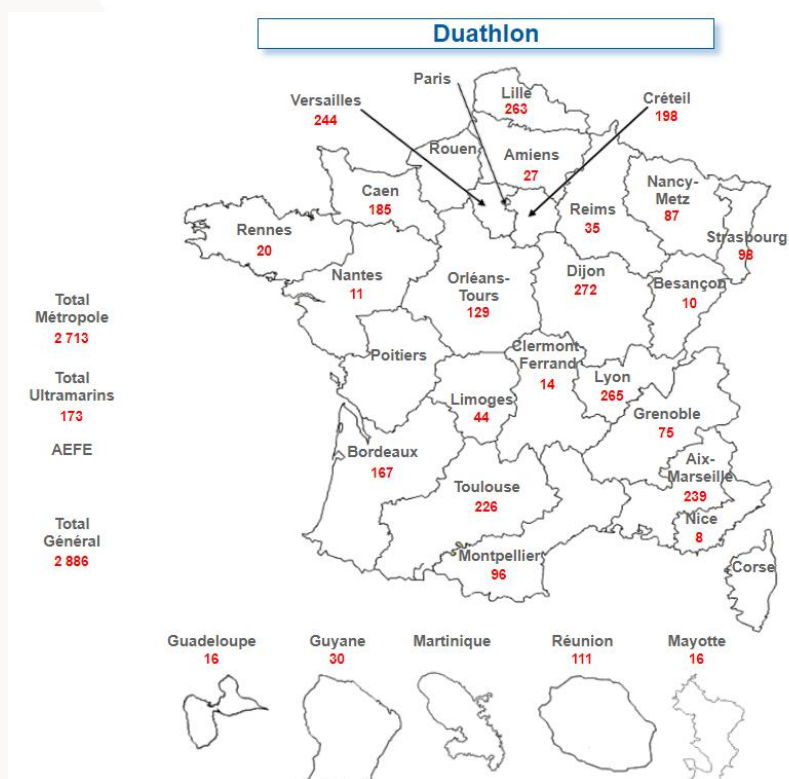 Duathlon
Paris
Versailles
244
Lille
263
Créteil
198
Rouen
Amiens
27
Caen
185
Nancy-
Metz
87
Reims
35
Rennes
20
Strasbourg
98
Nantes
11
Orléans-
Tours
129
Dijon
272
Besançon
10
Total
Métropole
2 713
Poitiers
Clermont-
Ferrand
14
Lyon
265
Total
Ultramarins
173
Limoges
44
Grenoble
75
AEFE
Bordeaux
167
Aix-
Marseille
239
Toulouse
226
Nice
8
Total
Général
2 886
Montpellier
96
Corse
Guadeloupe
16
Guyane
30
Martinique
Réunion
111
Mayotte
16